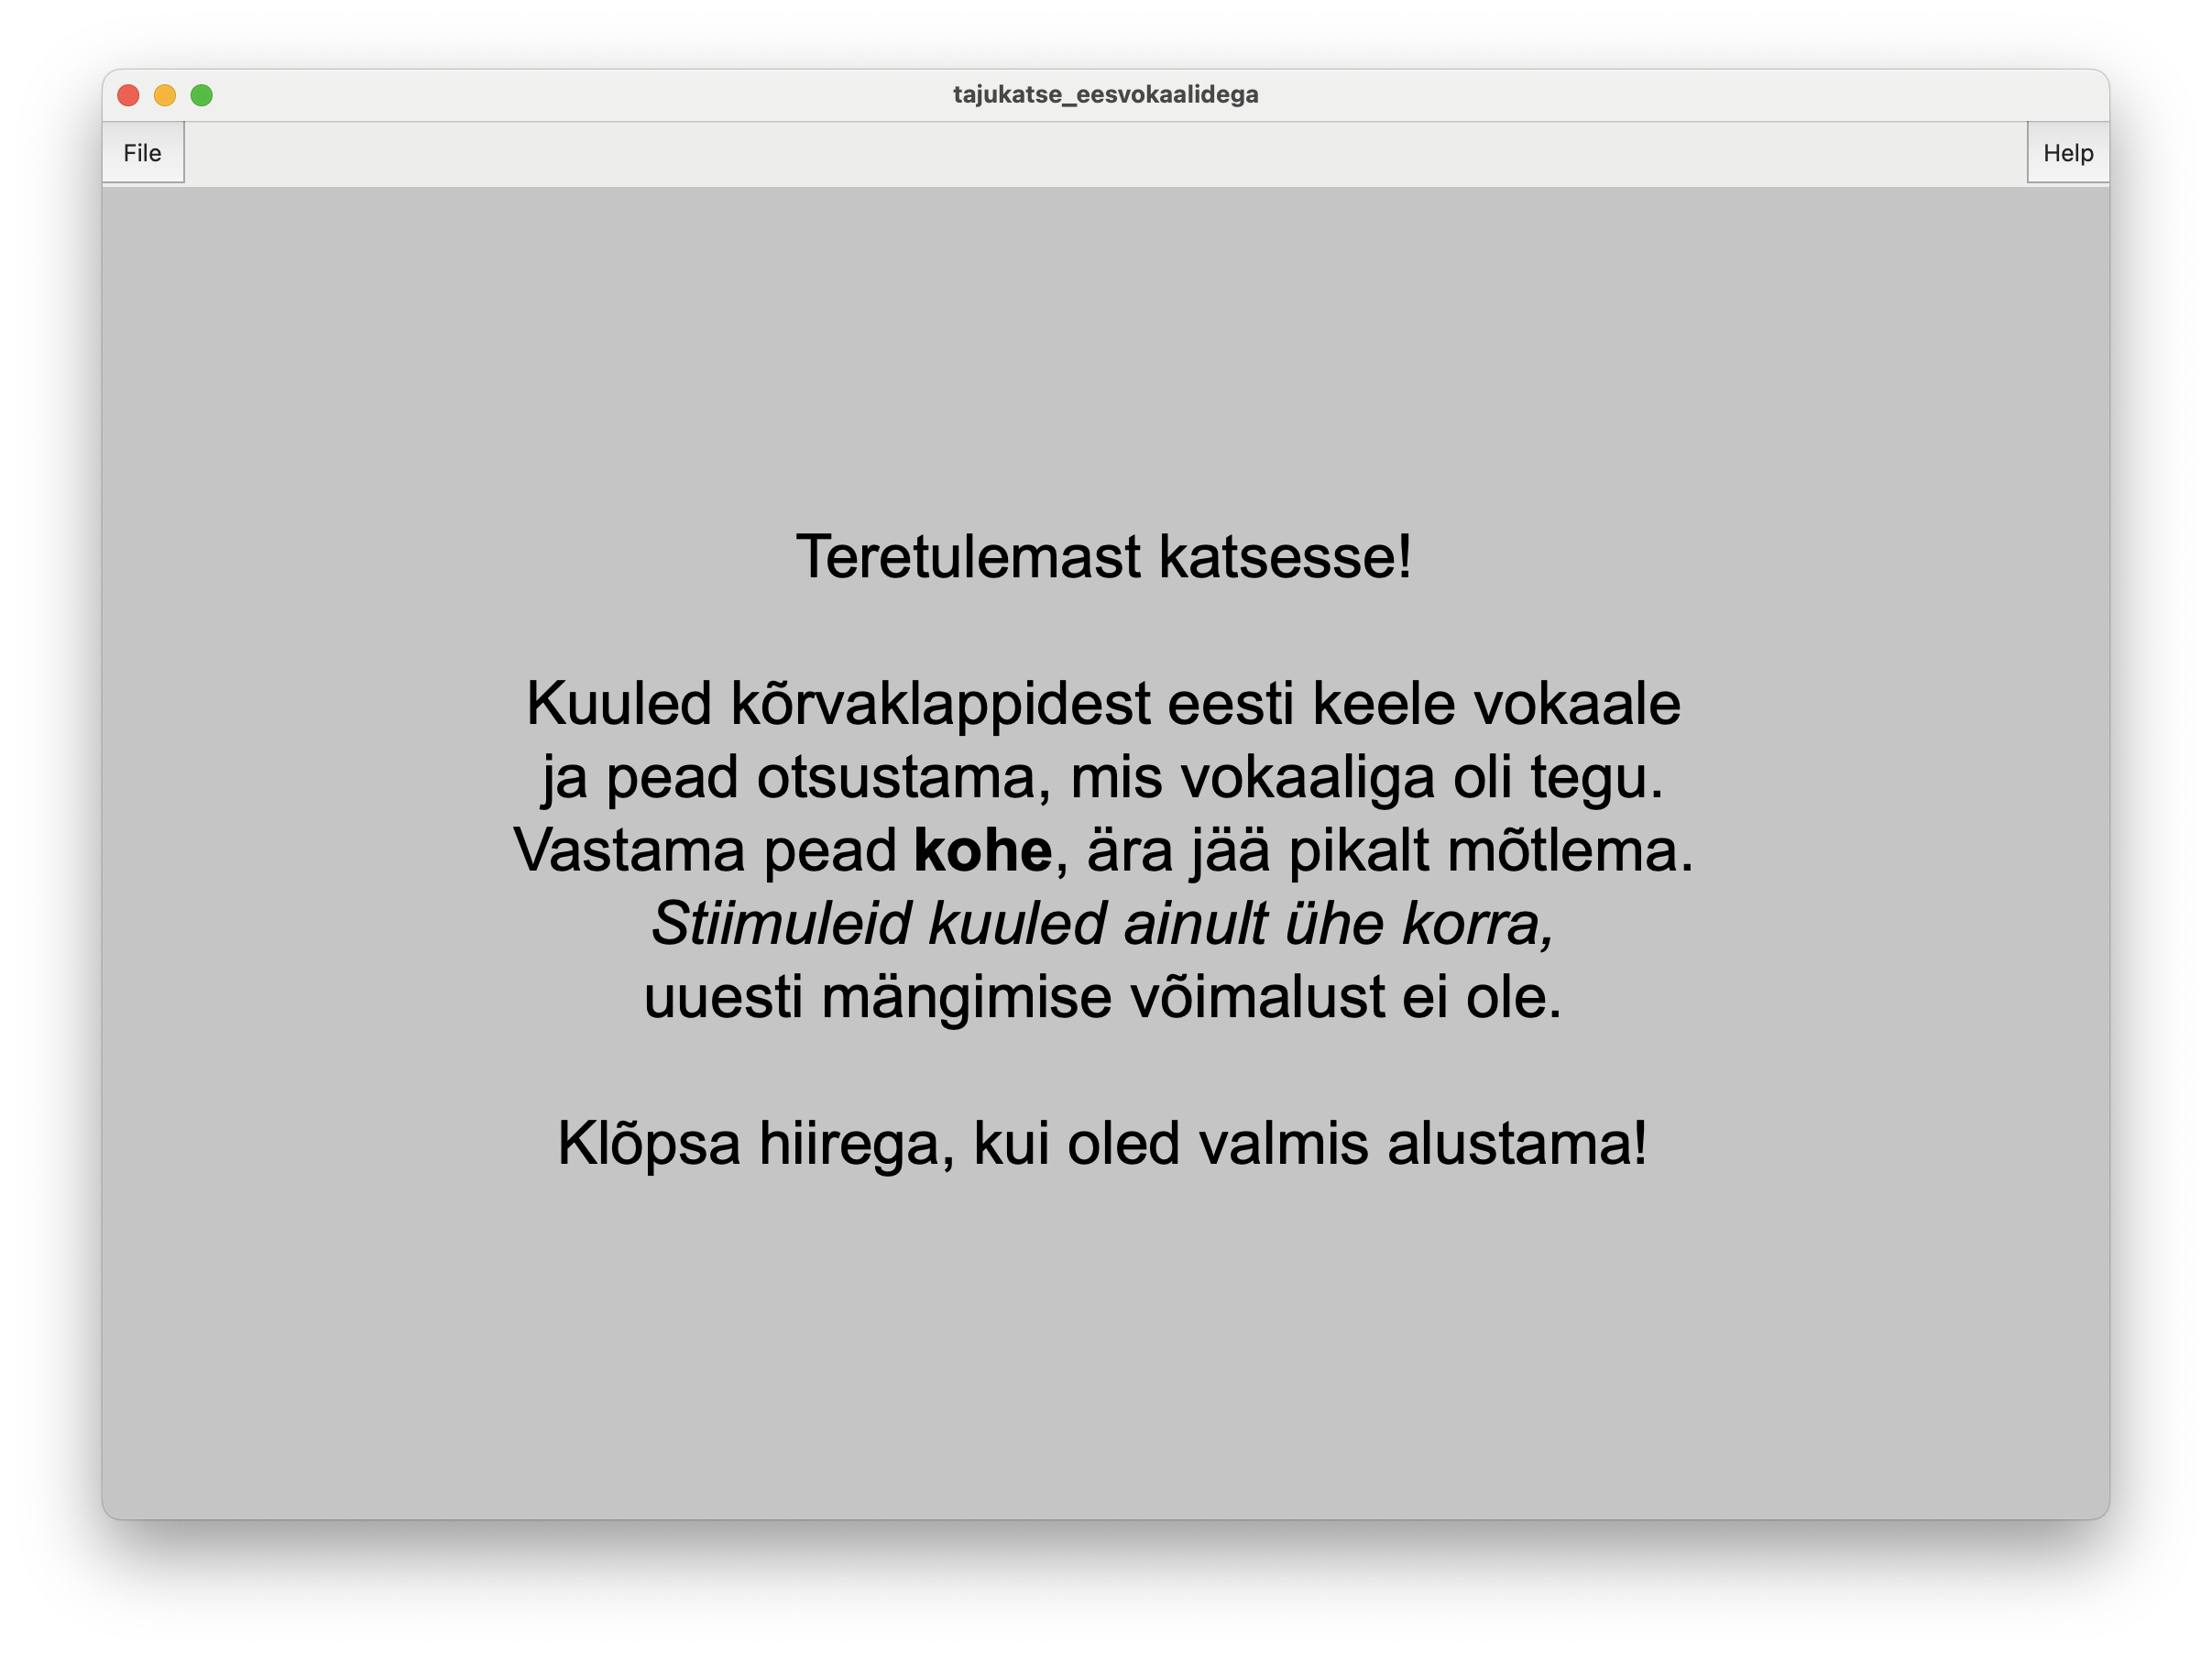 tajukatse_eesvokaalidega
File
Help
Teretulemast katsesse!
Kuuled kõrvaklappidest eesti keele vokaale
ja pead otsustama, mis vokaaliga oli tegu.
Vastama pead kohe, ära jää pikalt mõtlema.
Stiimuleid kuuled ainult ühe korra,
uuesti mängimise võimalust ei ole.
Klõpsa hiirega, kui oled valmis alustama!